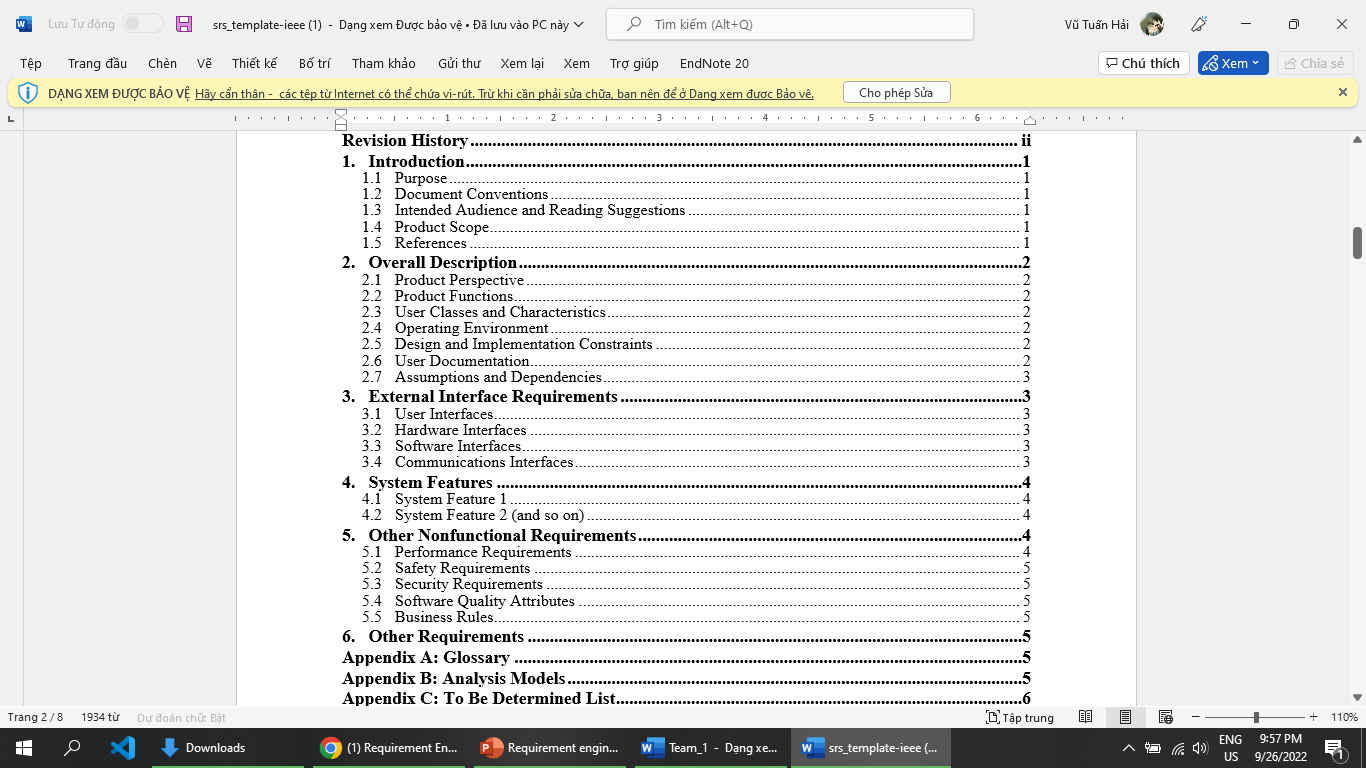 Lưu Tự động
srs_template-ieee (1) - Dạng xem Được bảo vệ • Đã lưu vào PC này
Tìm kiếm (Alt+Q)
Vũ Tuấn Hải
Tệp Trang đầu Chèn Vẽ Thiết kế Bố trí Tham khảo Gửi thư Xem lại Xem Trợ giúp EndNote 20
Chú thích
Xem
Chia sẻ
DẠNG XEM ĐƯỢC BẢO VỆ Hãy cẩn thận - các tệp từ Internet có thể chứa vi-rút. Trừ khi cần phải sửa chữa, bạn nên để ở Dạng xem được Bảo vệ.
Cho phép Sửa
1 2 3 4 5 6
Revision History ii
1. Introduction 1
1.1 Purpose 1
1.2 Document Conventions 1
1.3 Intended Audience and Reading Suggestions 1
1.4 Product Scope 1
1.5 References 1
2. Overall Description 2
2.1 Product Perspective 2
2.2 Product Functions 2
2.3 User Classes and Characteristics 2
2.4 Operating Environment 2
2.5 Design and Implementation Constraints 2
2.6 User Documentation 2
2.7 Assumptions and Dependencies 3
3. External Interface Requirements 3
3.1 User Interfaces 3
3.2 Hardware Interfaces 3
3.3 Software Interfaces 3
3.4 Communications Interfaces 3
4. System Features 4
4.1 System Feature 1 4
4.2 System Feature 2 (and so on) 4
5. Other Nonfunctional Requirements 4
5.1 Performance Requirements 4
5.2 Safety Requirements 5
5.3 Security Requirements 5
5.4 Software Quality Attributes 5
5.5 Business Rules 5
6. Other Requirements 5
Appendix A: Glossary 5
Appendix B: Analysis Models 5
Appendix C: To Be Determined List 6
Trang 2 / 8 1934 từ Dự đoán chữ: Bật
Tập trung
110%
Downloads
(1) Requirement En...
Requirement engin...
Team_1 - Dạng xe...
srs_template-ieee (...
ENG
US
9:57 PM
9/26/2022
1